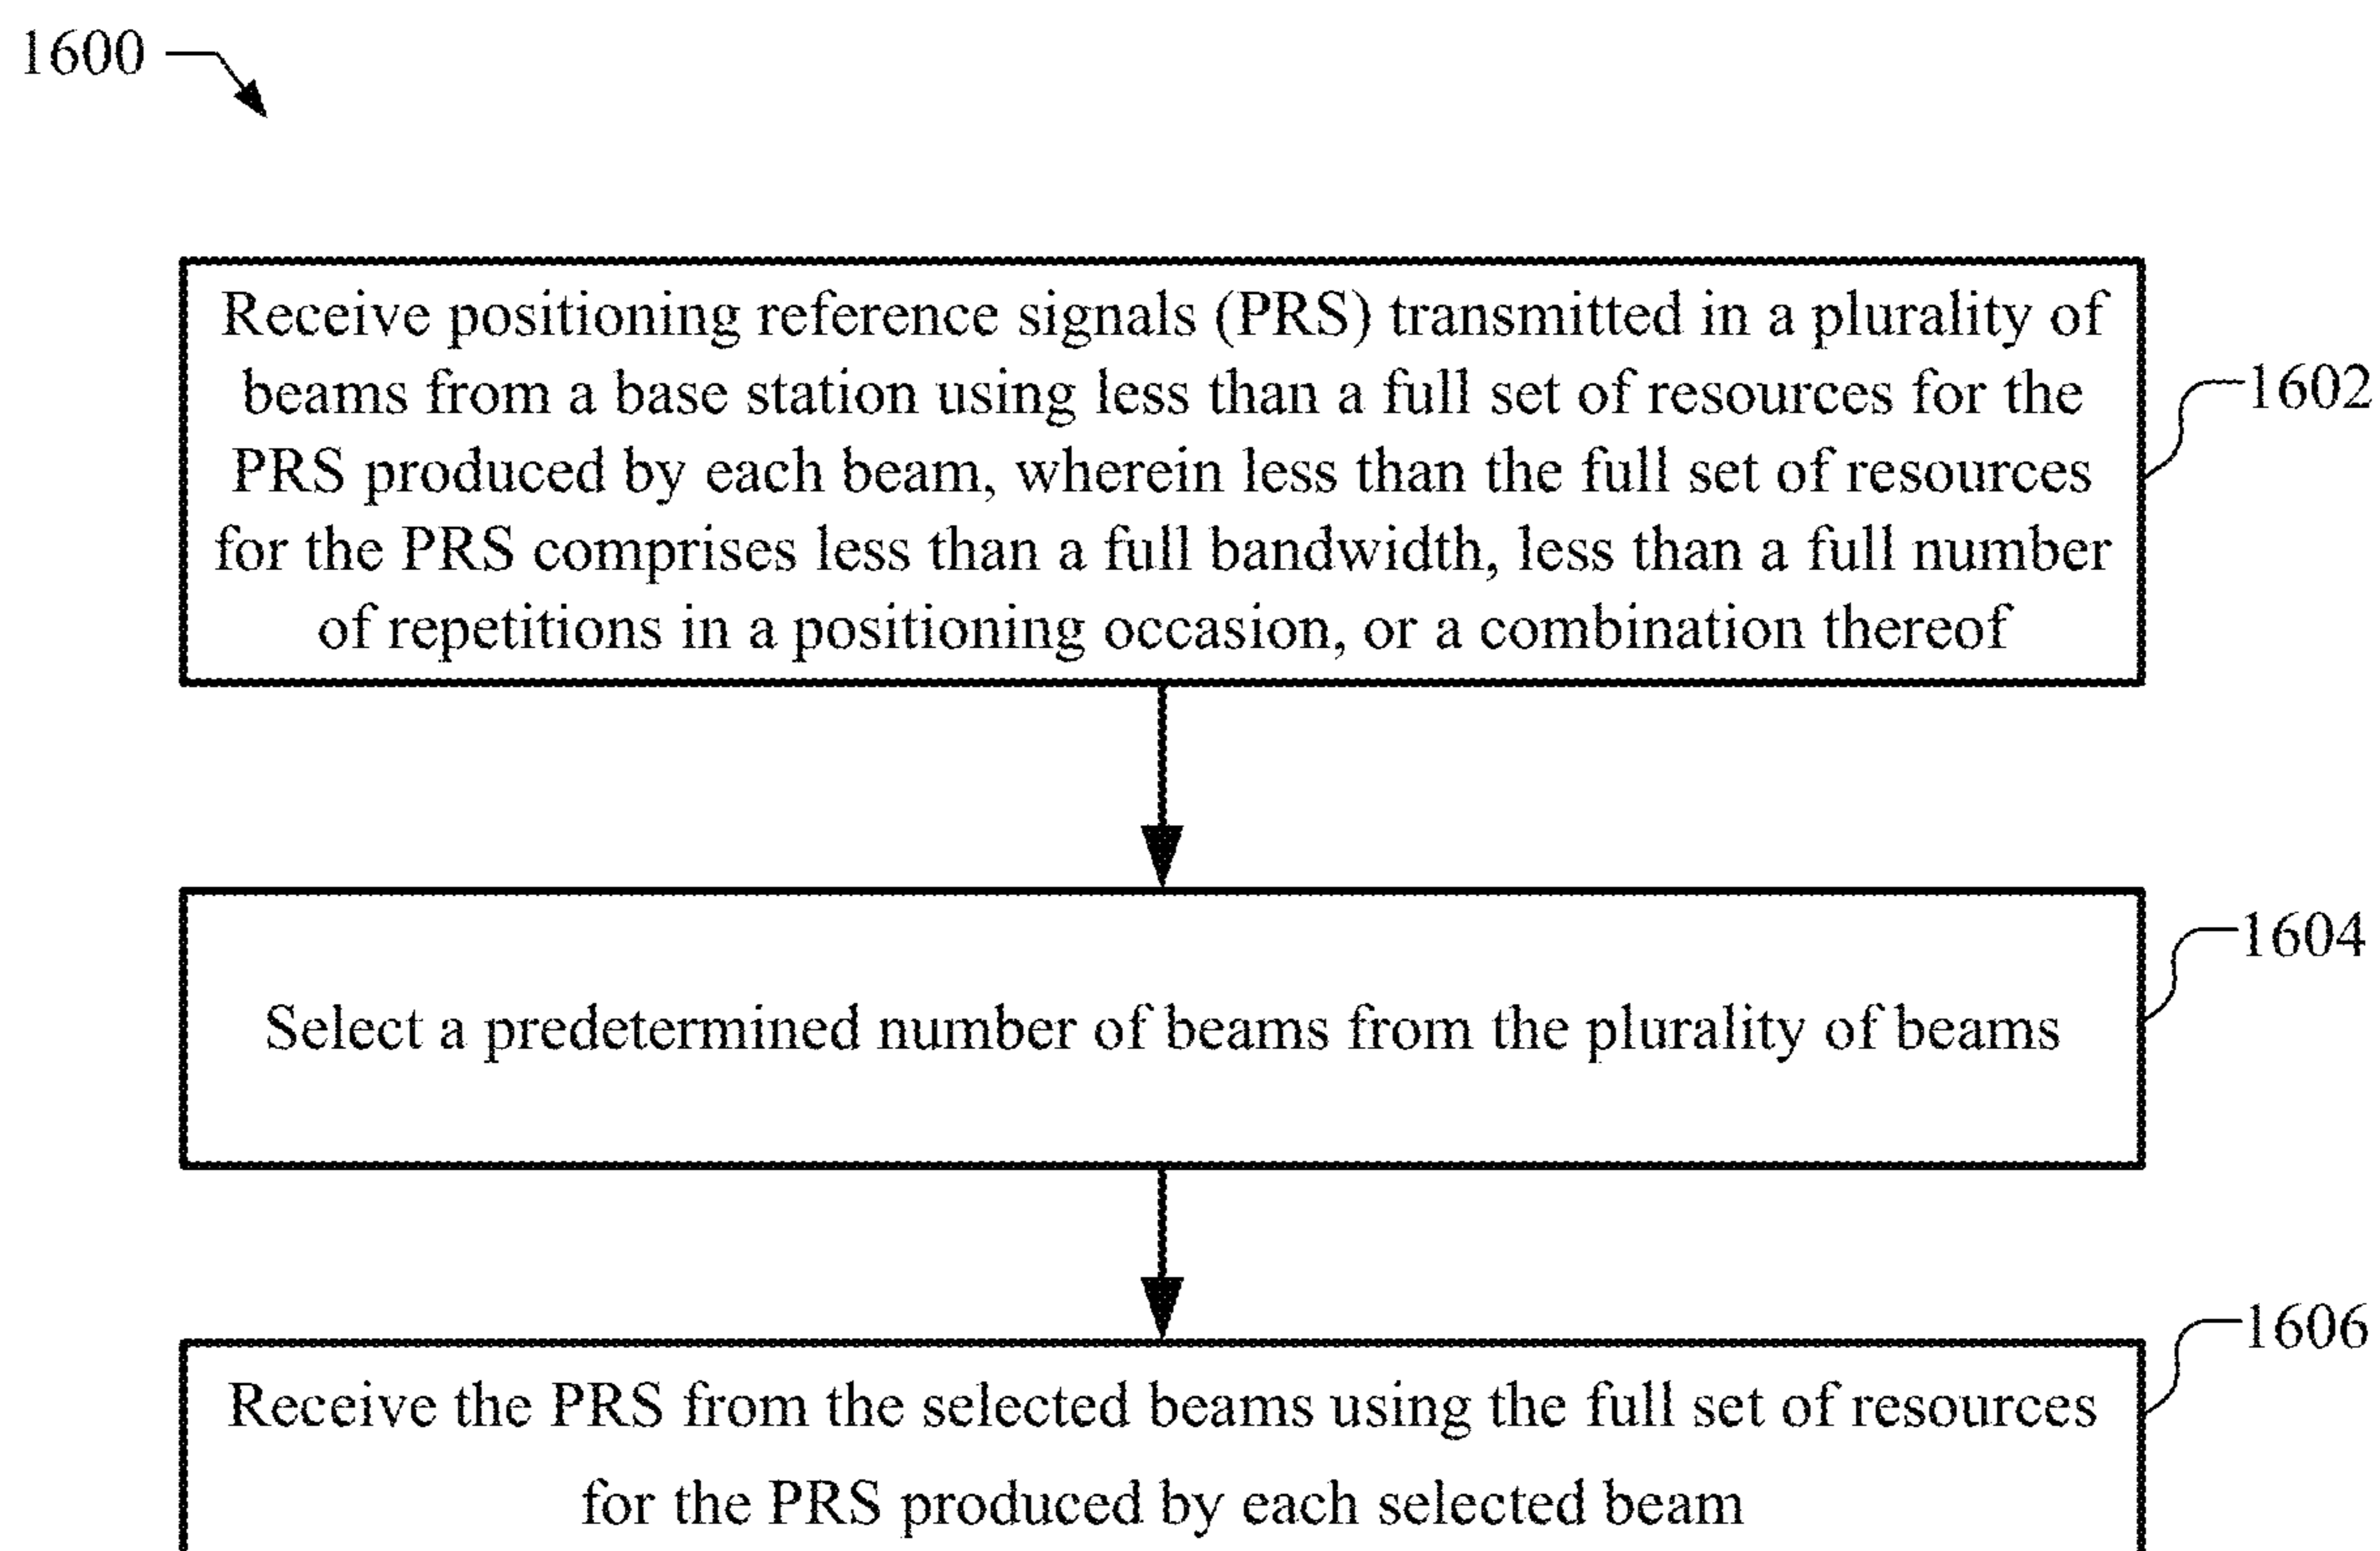 1600
Receive positioning reference signals (PRS) transmitted in a plurality of
beams from a base station using less than a full set of resources for the
PRS produced by each beam, wherein less than the full set of resources
for the PRS comprises less than a full bandwidth, less than a full number
of repetitions in a positioning occasion, or a combination thereof
1602
Select a predetermined number of beams from the plurality of beams
1604
Receive the PRS from the selected beams using the full set of resources
for the PRS produced by each selected beam
1606